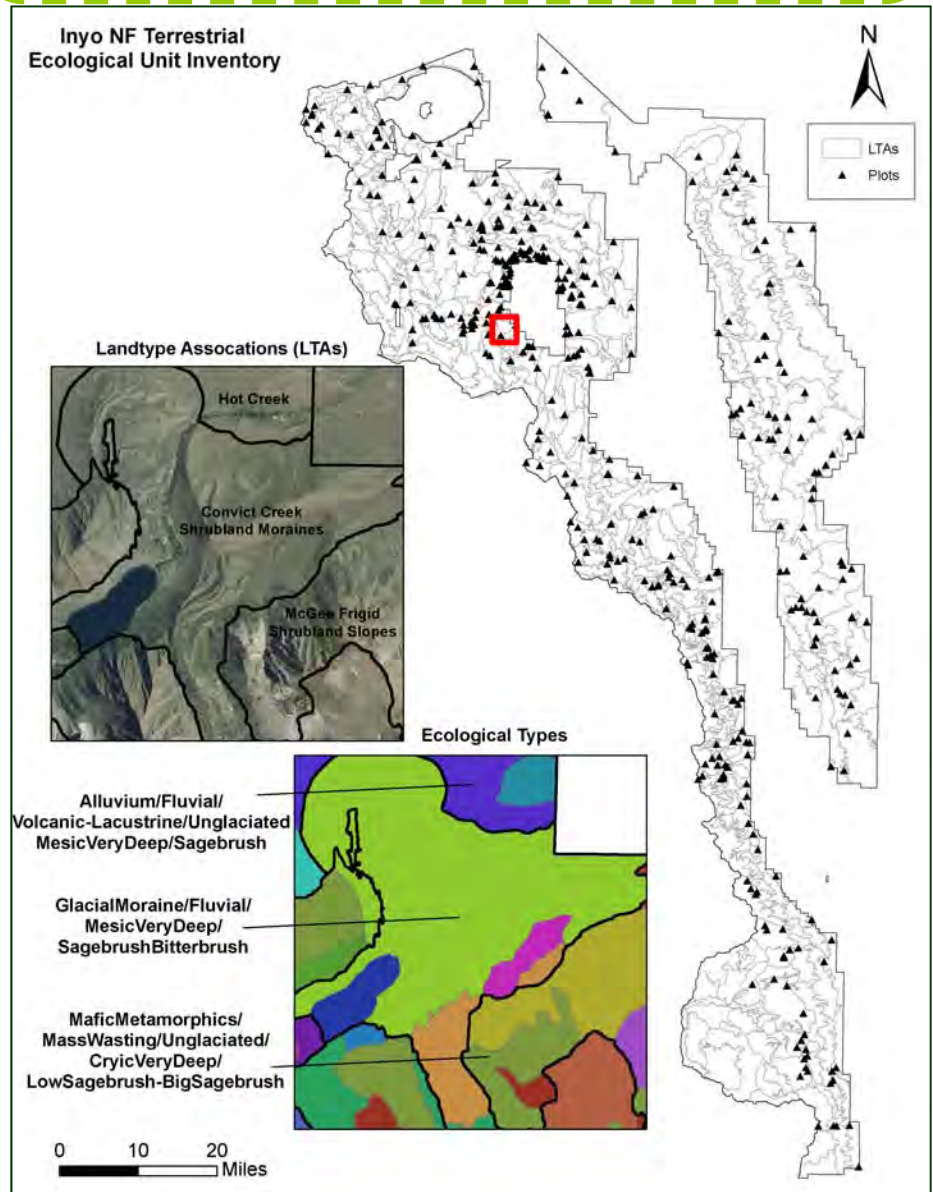 Inyo NF Terrestrial
Ecological Unit Inventory
N
LTAs
Plots
Landtype Assocations (LTAs)
Hot Creek
Convict Creek
Shrubland Moraines
McGee Frigid
Shrubland Slopes
Ecological Types
Alluvium/Fluvial/
Volcanic-Lacustrine/Unglaciated
MesicVeryDeep/Sagebrush
GlacialMoraine/Fluvial/
MesicVeryDeep/
SagebrushBitterbrush
MaficMetamorphics/
MassWasting/Unglaciated/
CryicVeryDeep/
LowSagebrush-BigSagebrush
0 10 20
Miles